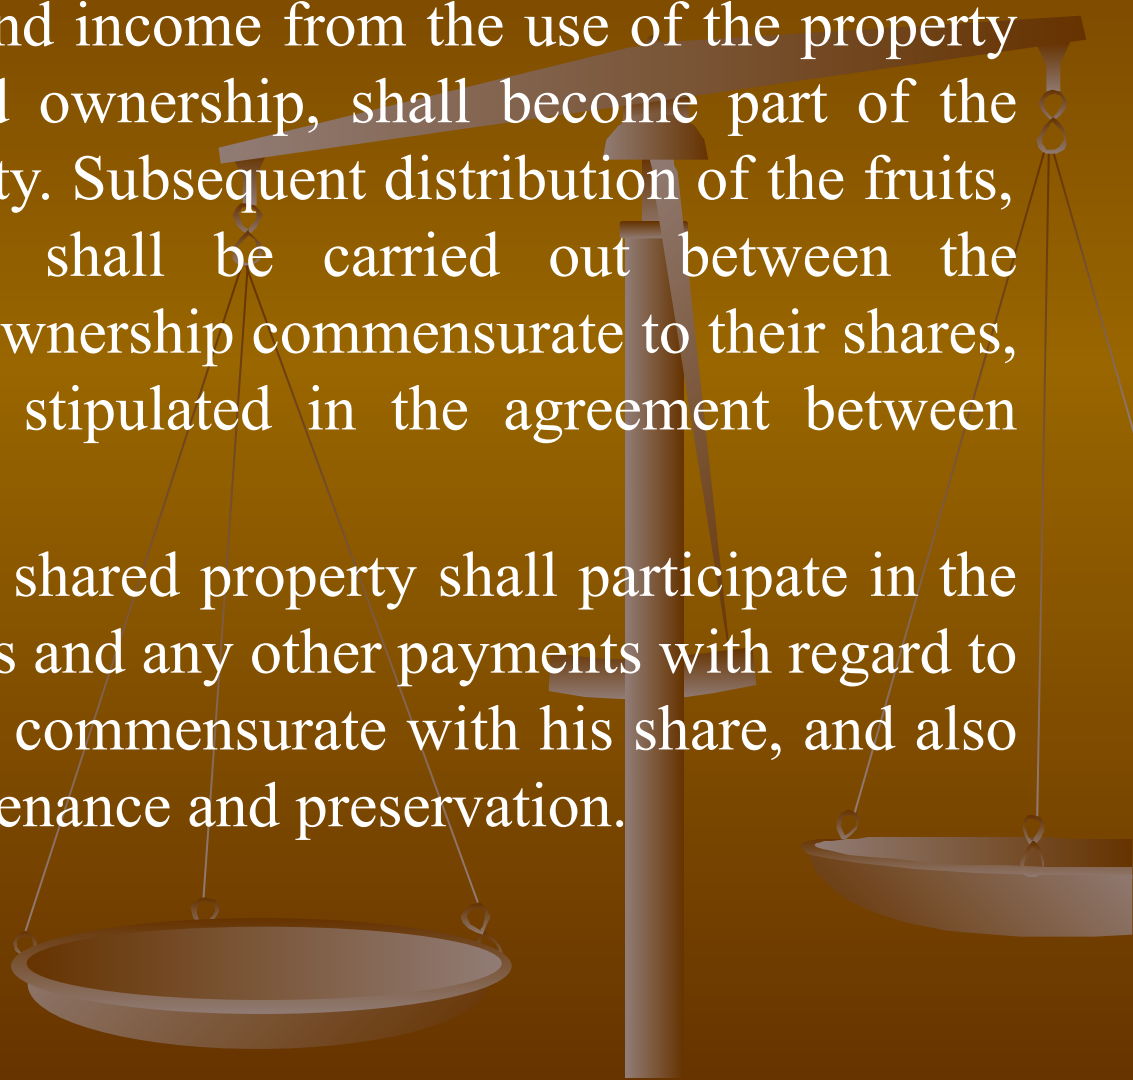 nd income from the use of the property
ownership, shall become part of the
ty. Subsequent distribution of the fruits,
shall be carried out between the
wnership commensurate to their shares,
stipulated in the agreement between
shared property shall participate in the
s and any other payments with regard to
commensurate with his share, and also
enance and preservation.